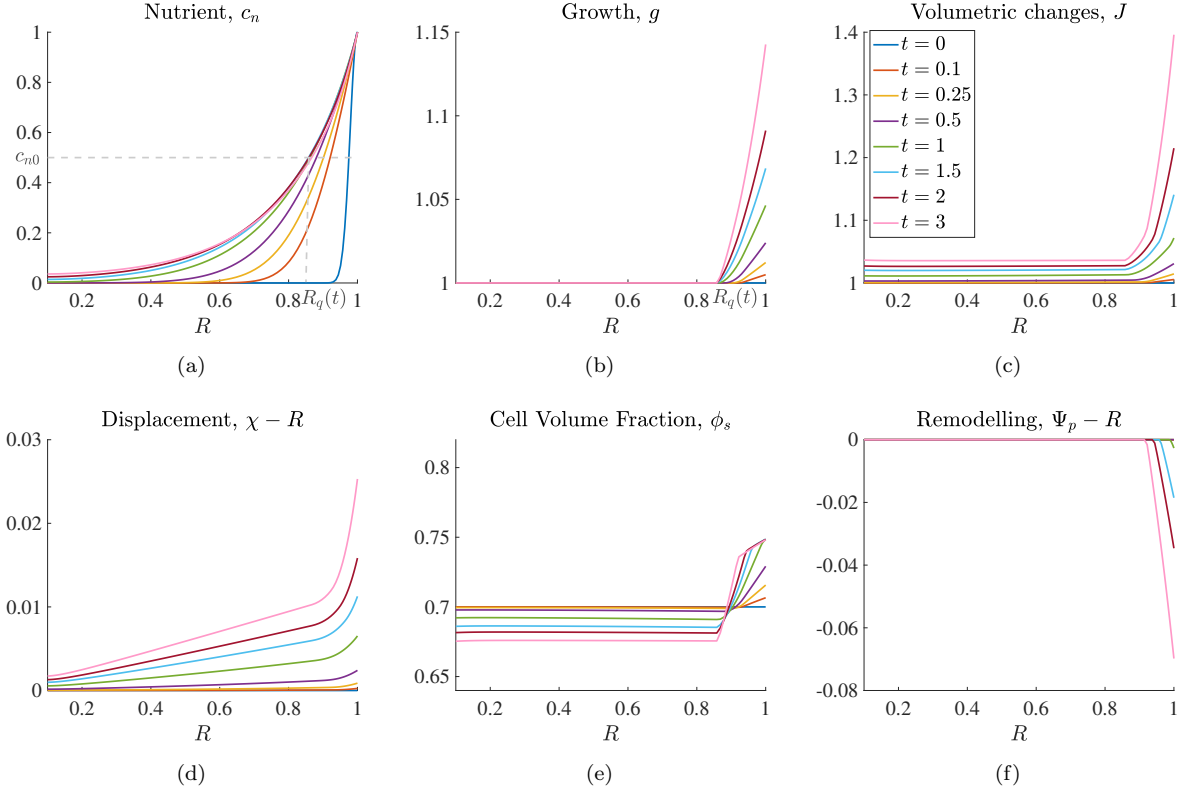 Nutrient, cₙ
1
0.8
0.6
cₙ₀
0.4
0.2
0
0.2 0.4 0.6 0.8 R_q(t) 1
R
(a)
Growth, g
1.15
1.1
1.05
1
0.2 0.4 0.6 0.8 R_q(t) 1
R
(b)
Volumetric changes, J
1.4
1.3
1.2
1.1
1
t = 0
t = 0.1
t = 0.25
t = 0.5
t = 1
t = 1.5
t = 2
t = 3
0.2 0.4 0.6 0.8 1
R
(c)
Displacement, χ − R
0.03
0.02
0.01
0
0.2 0.4 0.6 0.8 1
R
(d)
Cell Volume Fraction, ϕₛ
0.8
0.75
0.7
0.65
0.2 0.4 0.6 0.8 1
R
(e)
Remodelling, Ψₚ − R
0
-0.02
-0.04
-0.06
-0.08
0.2 0.4 0.6 0.8 1
R
(f)